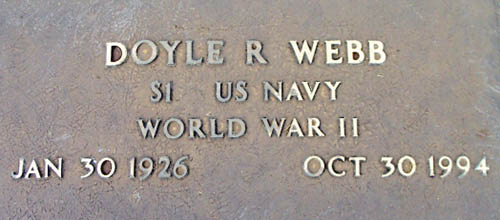 DOYLE R WEBB
S1 US NAVY
WORLD WAR II
JAN 30 1926 OCT 30 1994